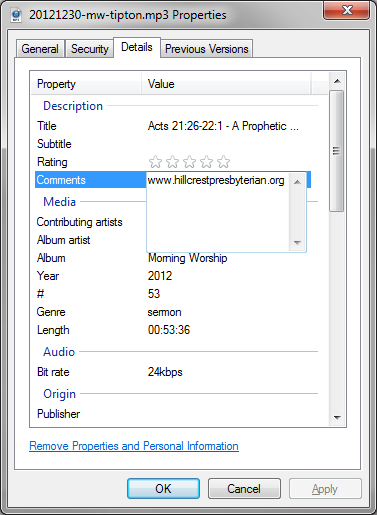 20121230-mw-tipton.mp3 Properties
General Security Details Previous Versions
Property Value
Description
Title Acts 21:26-22:1 - A Prophetic ...
Subtitle
Rating
Comments www.hillcrestpresbyterian.org
Media
Contributing artists
Album artist
Album Morning Worship
Year 2012
# 53
Genre sermon
Length 00:53:36
Audio
Bit rate 24kbps
Origin
Publisher
Remove Properties and Personal Information
OK Cancel Apply